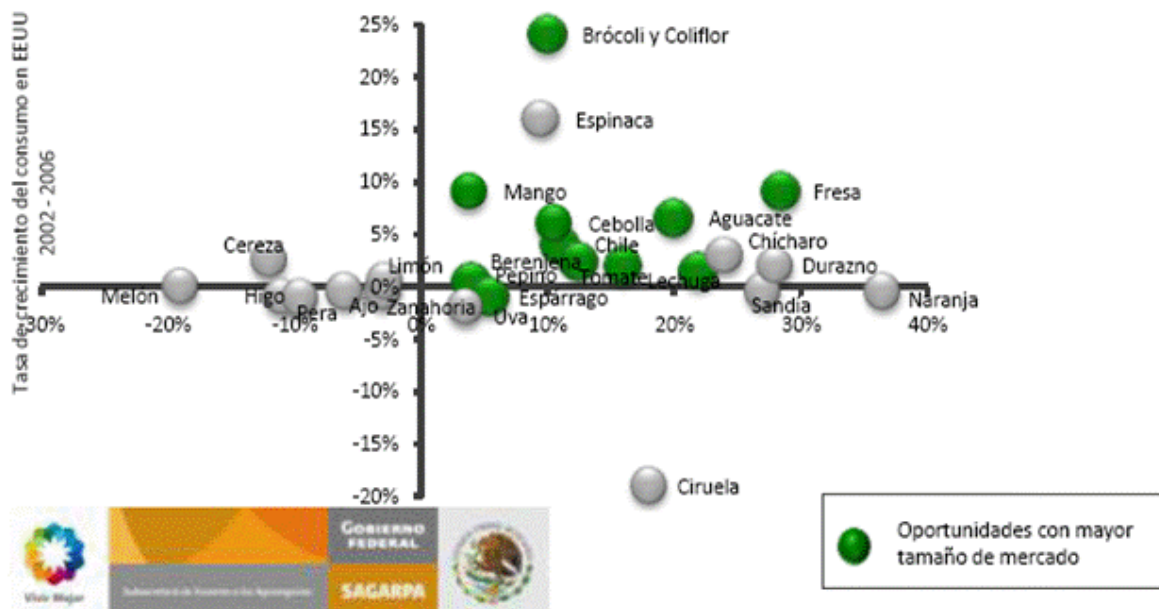 Tasa de crecimiento del consumo en EEUU
2002 - 2006
25%
20%
15%
10%
5%
0%
-5%
-10%
-15%
-20%
-30%
-20%
-10%
0%
10%
20%
30%
40%
Brócoli y Coliflor
Espinaca
Mango
Fresa
Cebolla
Aguacate
Cereza
Chile
Chícharo
Limón
Berenjena
Durazno
Pepino
Tomate
Lechuga
Melón
Higo
Pera
Ajo
Zanahoria
Esparrago
Uva
Sandia
Naranja
Ciruela
Oportunidades con mayor
tamaño de mercado
Vivir Mejor
GOBIERNO
FEDERAL
SAGARPA